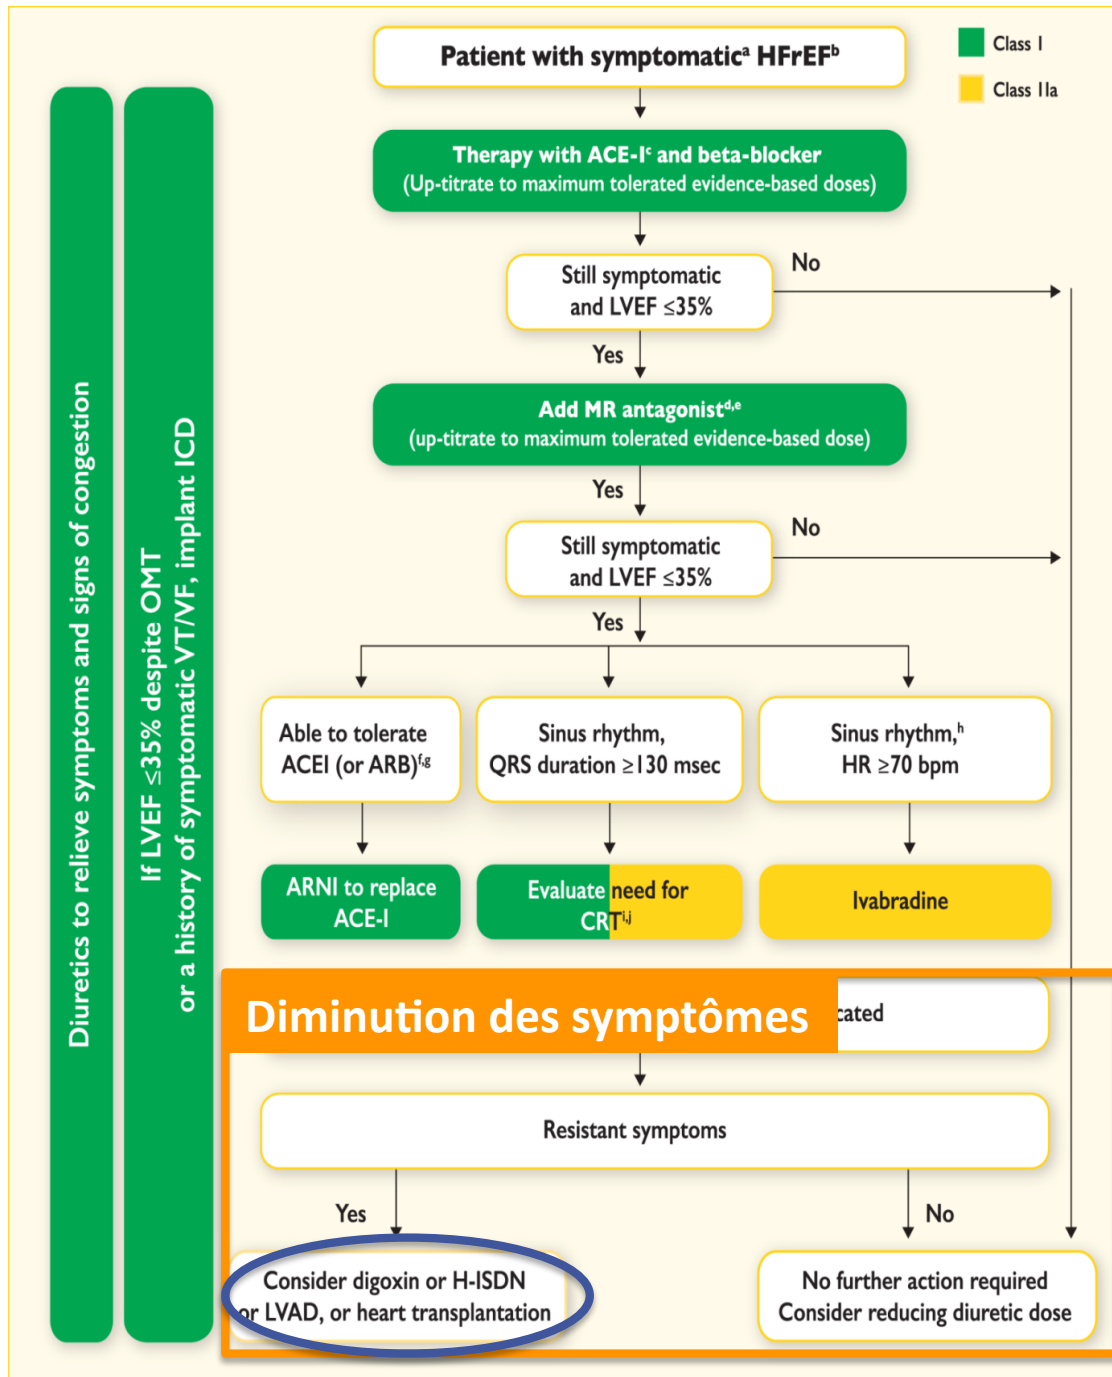 Patient with symptomaticᵃ HFrEFᵇ
Class I
Class IIa
Therapy with ACE-Iᶜ and beta-blocker
(Up-titrate to maximum tolerated evidence-based doses)
Still symptomatic
and LVEF ≤35%
No
Yes
Add MR antagonistᵈ,ᵉ
(up-titrate to maximum tolerated evidence-based dose)
Yes
Still symptomatic
and LVEF ≤35%
No
Yes
Able to tolerate
ACEI (or ARB)ᶠ,ᵍ
Sinus rhythm,
QRS duration ≥130 msec
Sinus rhythm,ʰ
HR ≥70 bpm
ARNI to replace
ACE-I
Evaluate need for
CRTⁱ,ʲ
Ivabradine
Diminution des symptômes
cated
Resistant symptoms
Yes
No
Consider digoxin or H-ISDN
or LVAD, or heart transplantation
No further action required
Consider reducing diuretic dose
Diuretics to relieve symptoms and signs of congestion
If LVEF ≤35% despite OMT
or a history of symptomatic VT/VF, implant ICD